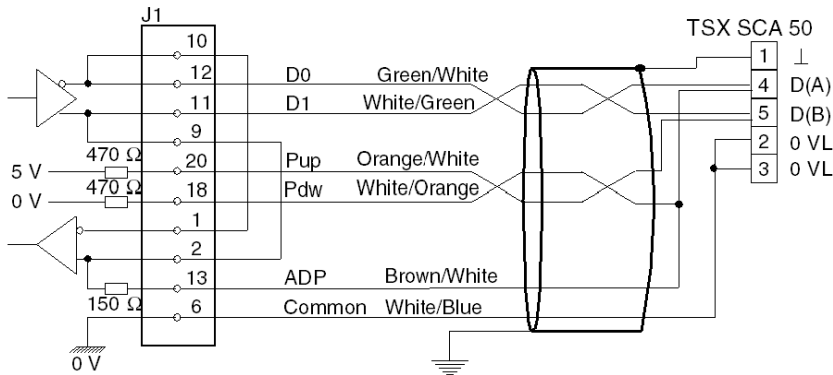 J1
TSX SCA 50
10
1 ⊥
12 D0 Green/White
4 D(A)
11 D1 White/Green
5 D(B)
9
2 0 VL
470 Ω
5 V
20 Pup Orange/White
3 0 VL
470 Ω
0 V
18 Pdw White/Orange
1
2
13 ADP Brown/White
150 Ω
6 Common White/Blue
0 V